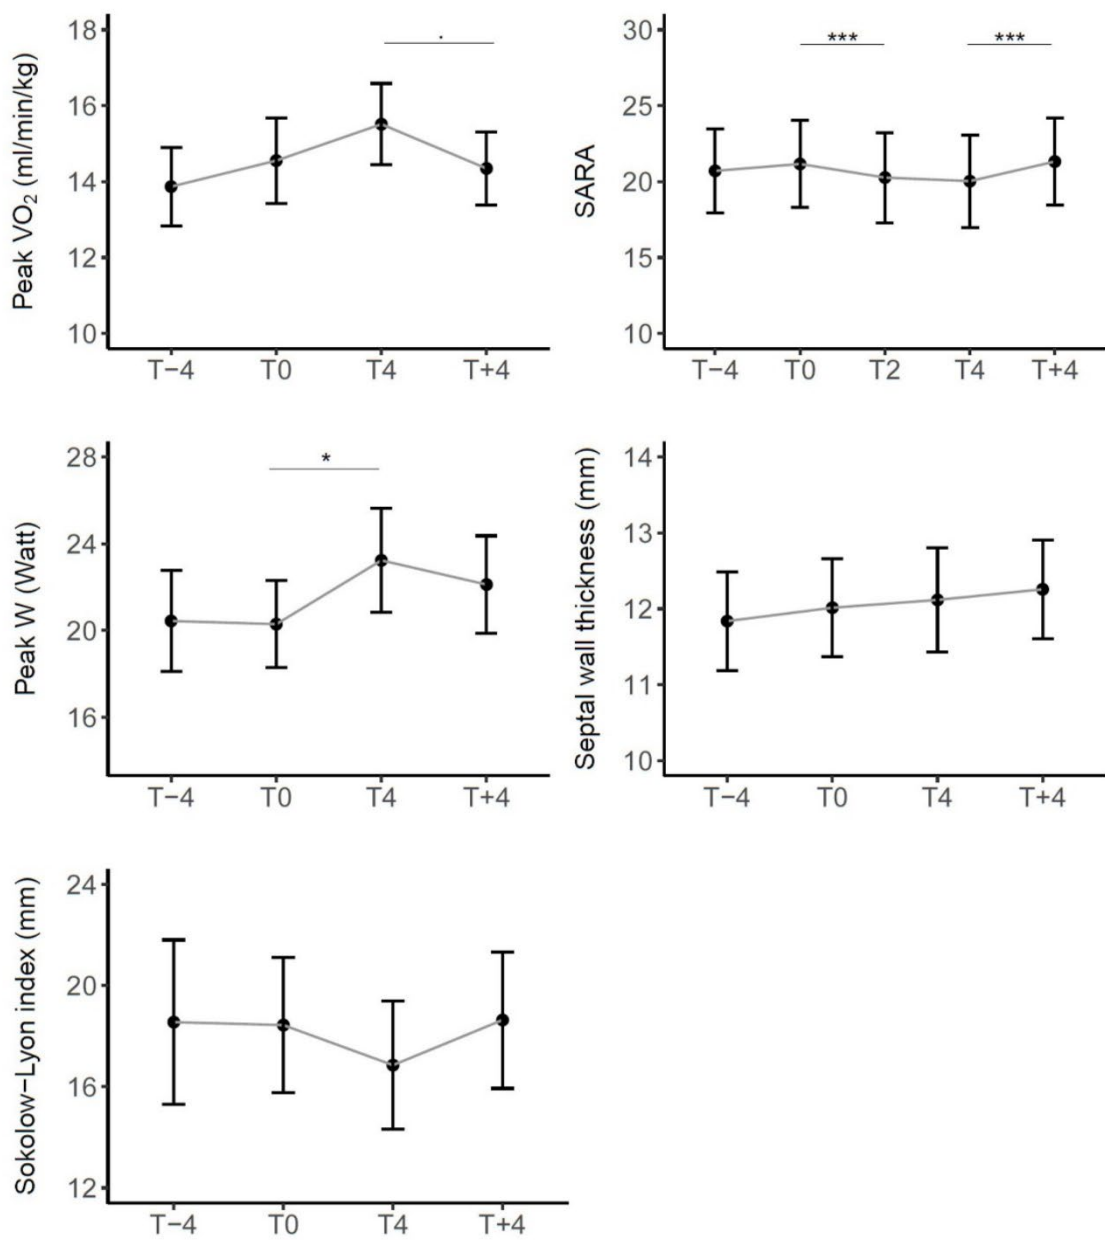 Peak VO₂ (ml/min/kg)
18
16
14
12
10
.
T−4 T0 T4 T+4
SARA
30
25
20
15
10
*** ***
T−4 T0 T2 T4 T+4
Peak W (Watt)
28
24
20
16
*
T−4 T0 T4 T+4
Septal wall thickness (mm)
14
13
12
11
10
T−4 T0 T4 T+4
Sokolow−Lyon index (mm)
24
20
16
12
T−4 T0 T4 T+4